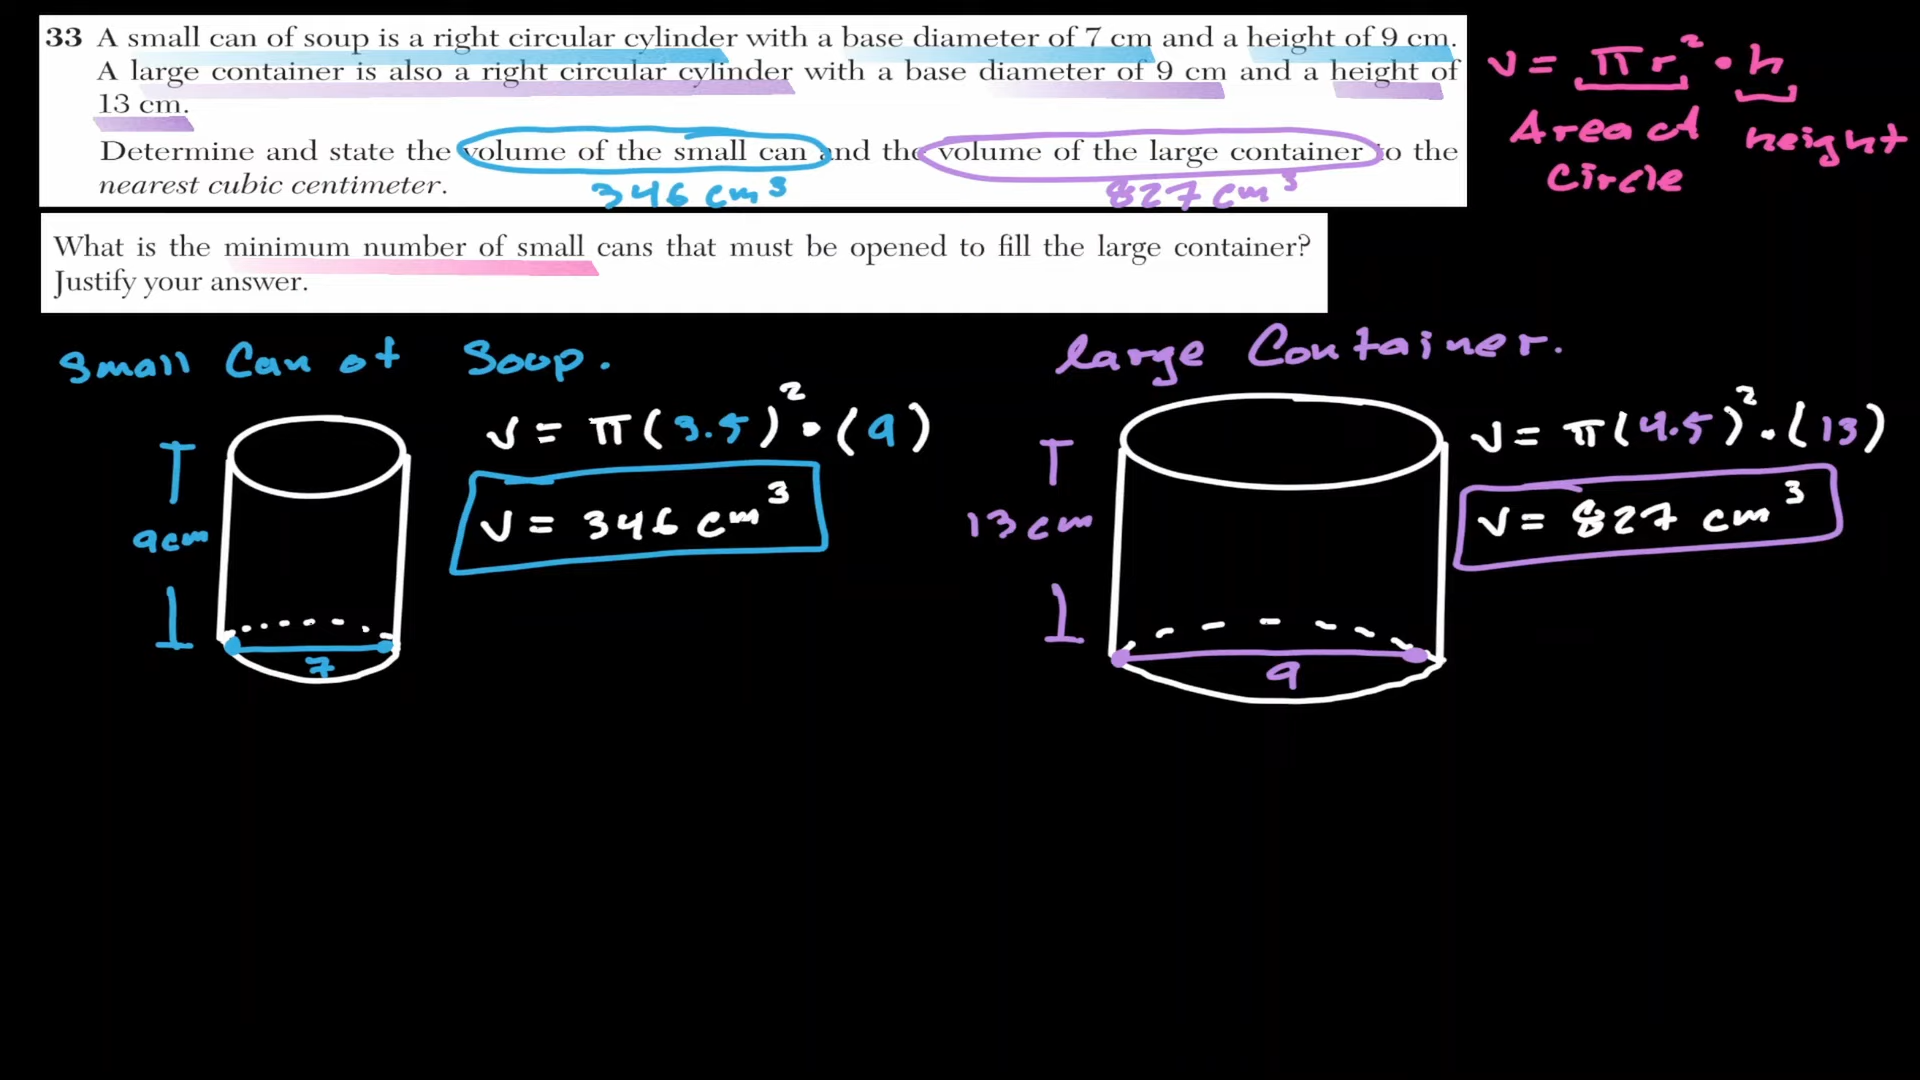 33 A small can of soup is a right circular cylinder with a base diameter of 7 cm and a height of 9 cm.
A large container is also a right circular cylinder with a base diameter of 9 cm and a height of
13 cm.
Determine and state the volume of the small can and the volume of the large container to the
nearest cubic centimeter.
346 cm³
827 cm³
V = πr² • h
Area of
Circle
height
What is the minimum number of small cans that must be opened to fill the large container?
Justify your answer.
Small Can of Soup.
9cm
7
V = π(3.5)² • (9)
V = 346 cm³
large Container.
13cm
9
V = π(4.5)² • (13)
V = 827 cm³